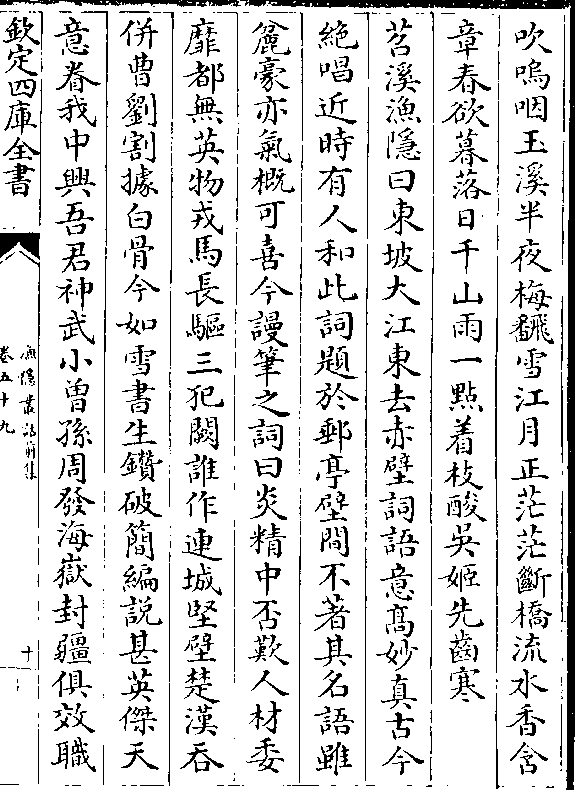 吹嗚咽玉溪半夜梅飜雪江月正茫茫斷橋流水香含
章春欲暮落日千山雨一點着枝酸吳姬先齒寒
苕溪漁隱曰東坡大江東去赤壁詞語意髙妙真古今
絶唱近時有人和此詞題於郵亭壁間不著其名語雖
麄豪亦氣概可喜今謾筆之詞曰炎精中否歎人材委
靡都無英物戎馬長驅三犯闕誰作連城堅壁楚漢吞
併曹劉割據白骨今如雪書生鑽破簡編說甚英傑天
意眷我中興吾君神武小曽孫周發海嶽封疆俱效職
欽定四庫全書
漁隱叢話前集
卷五十九
十